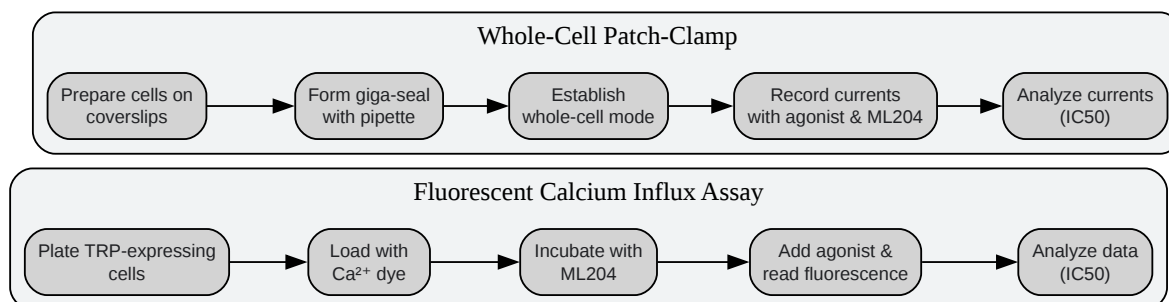 Whole-Cell Patch-Clamp
Prepare cells on
coverslips
Form giga-seal
with pipette
Establish
whole-cell mode
Record currents
with agonist & ML204
Analyze currents
(IC50)
Fluorescent Calcium Influx Assay
Plate TRP-expressing
cells
Load with
Ca²⁺ dye
Incubate with
ML204
Add agonist &
read fluorescence
Analyze data
(IC50)